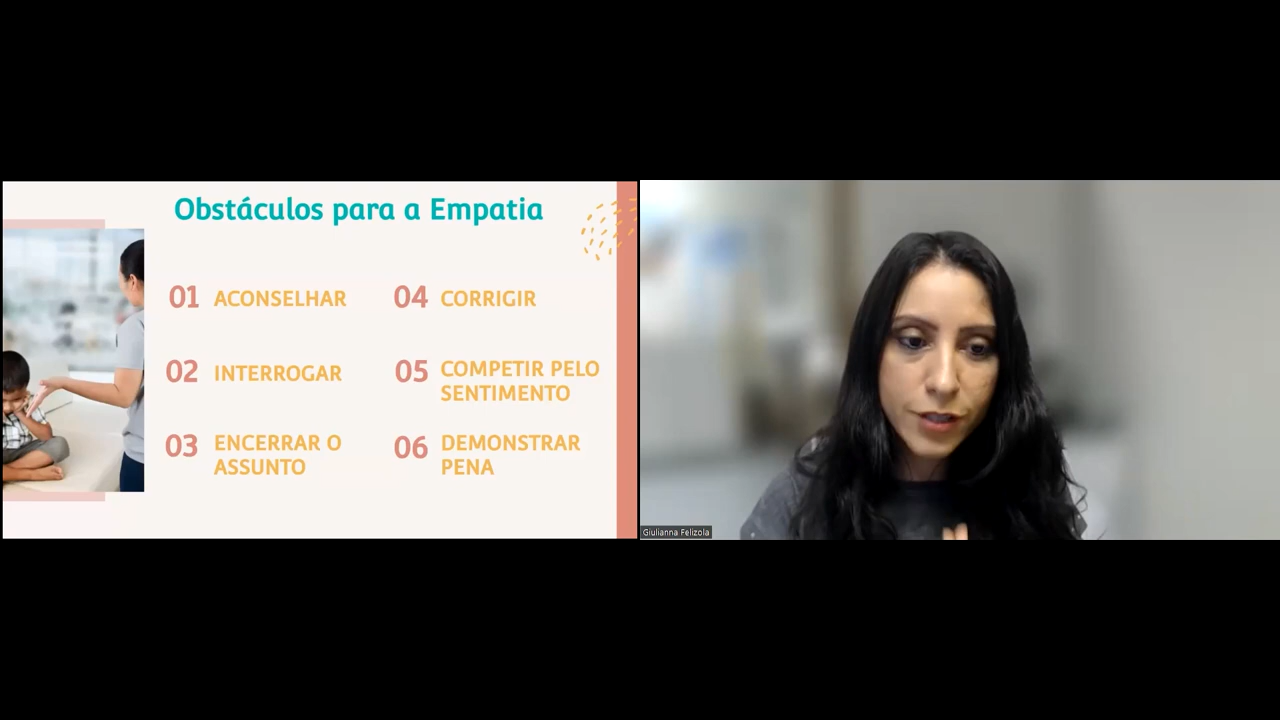 Obstáculos para a Empatia
01 ACONSELHAR
02 INTERROGAR
03 ENCERRAR O
ASSUNTO
04 CORRIGIR
05 COMPETIR PELO
SENTIMENTO
06 DEMONSTRAR
PENA
Giulianna Felizola